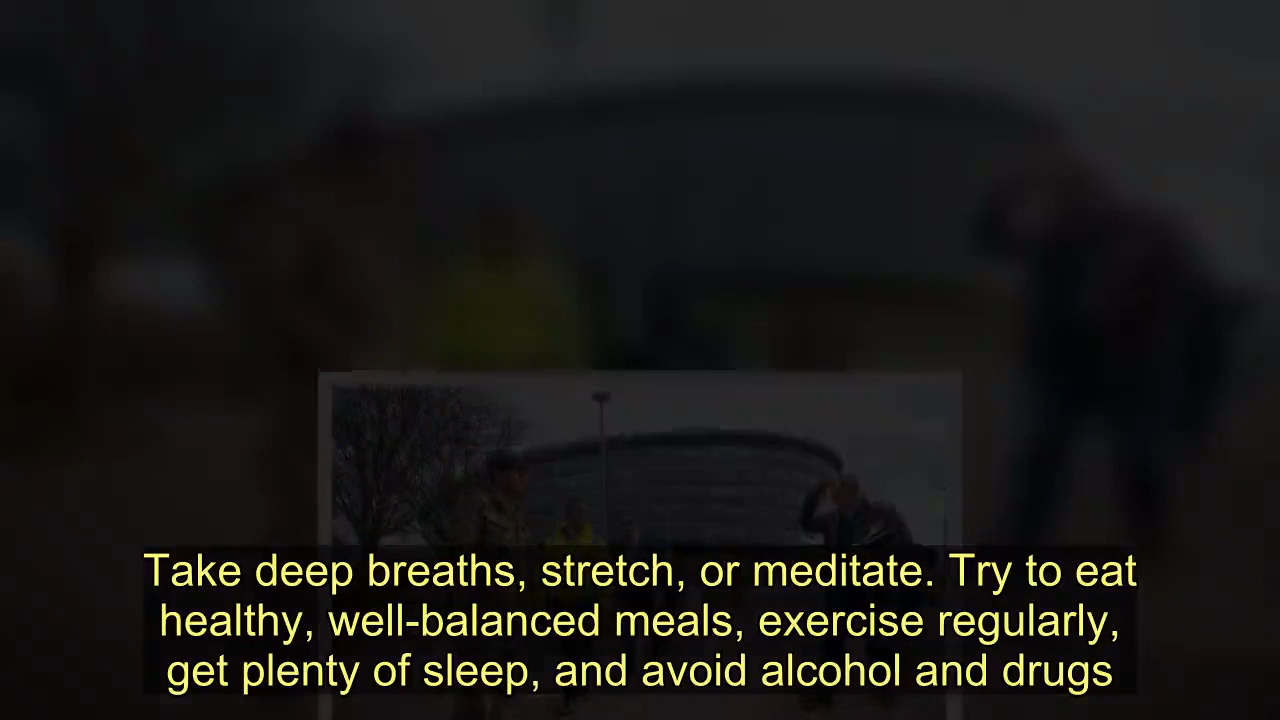 Take deep breaths, stretch, or meditate. Try to eat
healthy, well-balanced meals, exercise regularly,
get plenty of sleep, and avoid alcohol and drugs